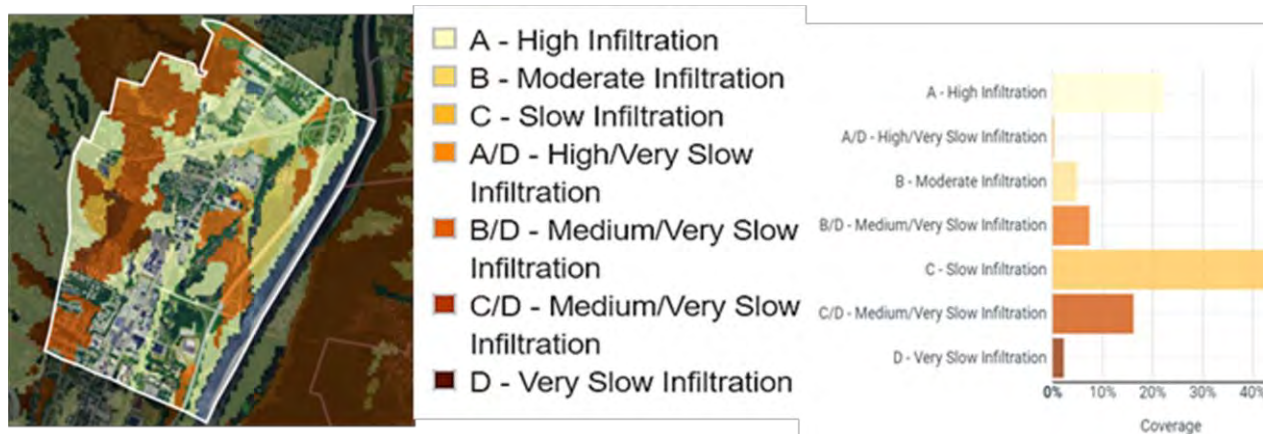 A - High Infiltration
B - Moderate Infiltration
C - Slow Infiltration
A/D - High/Very Slow
Infiltration
B/D - Medium/Very Slow
Infiltration
C/D - Medium/Very Slow
Infiltration
D - Very Slow Infiltration
A - High Infiltration
A/D - High/Very Slow Infiltration
B - Moderate Infiltration
B/D - Medium/Very Slow Infiltration
C - Slow Infiltration
C/D - Medium/Very Slow Infiltration
D - Very Slow Infiltration
0% 10% 20% 30% 40%
Coverage